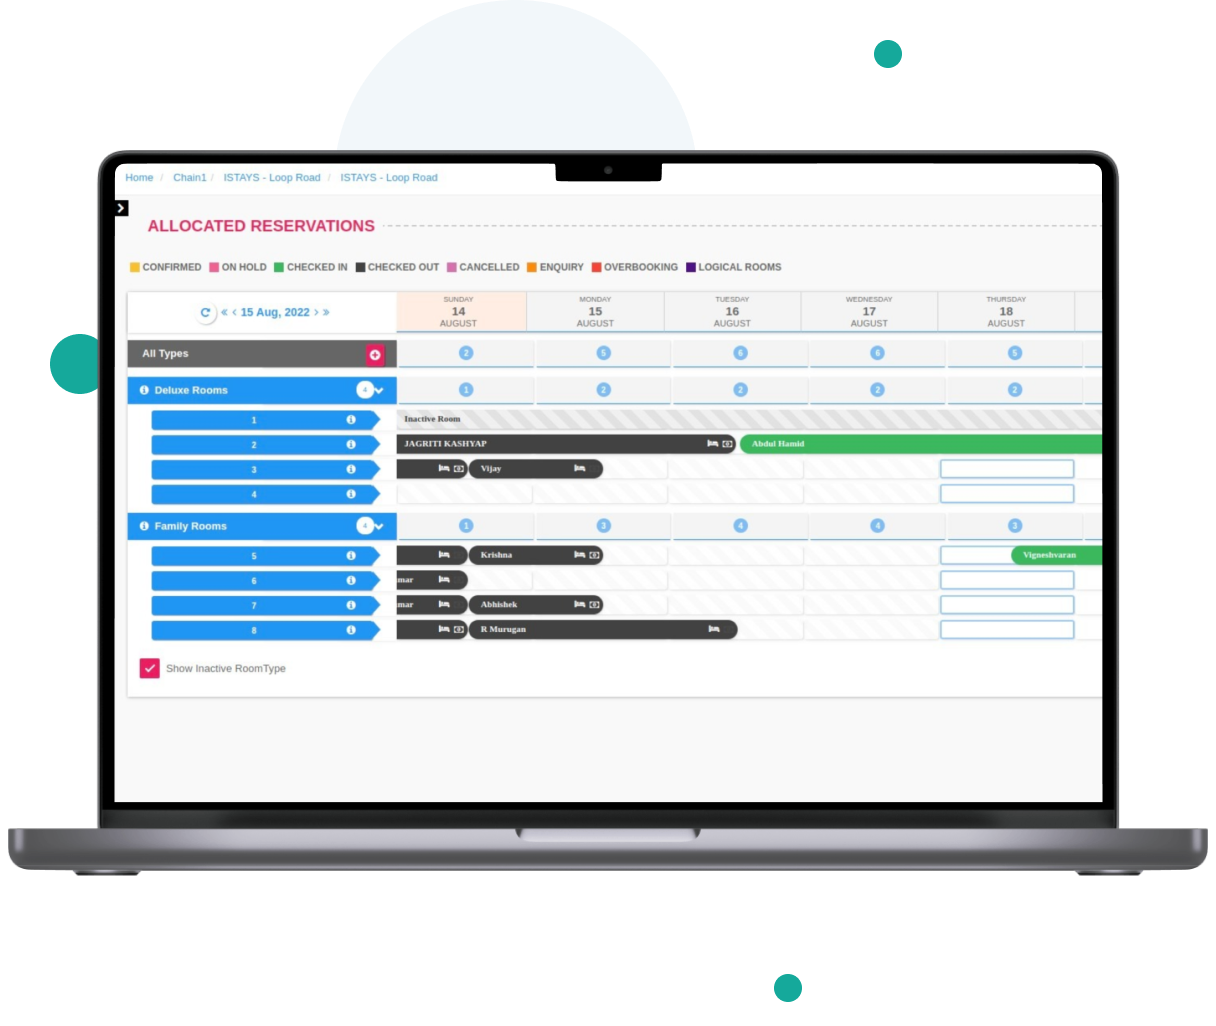 Home / Chain1 / ISTAYS - Loop Road / ISTAYS - Loop Road
ALLOCATED RESERVATIONS
CONFIRMED ON HOLD CHECKED IN CHECKED OUT CANCELLED ENQUIRY OVERBOOKING LOGICAL ROOMS
« ‹ 15 Aug, 2022 › »
SUNDAY MONDAY TUESDAY WEDNESDAY THURSDAY
14 15 16 17 18
AUGUST AUGUST AUGUST AUGUST AUGUST
All Types 2 5 6 6 5
Deluxe Rooms 4 1 2 2 2 2
1 Inactive Room
2 JAGRITI KASHYAP Abdul Hamid
3 Vijay
4
Family Rooms 4 1 3 4 4 3
5 Krishna Vigneshvaran
6 mar
7 mar Abhishek
8 R Murugan
Show Inactive RoomType